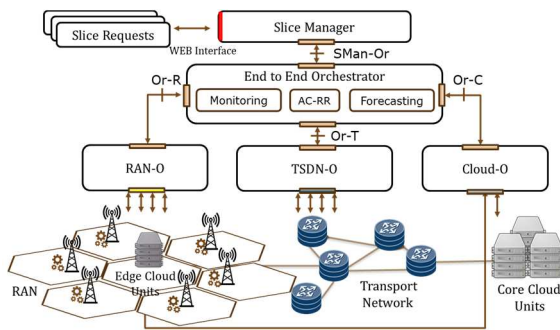 Slice Requests
WEB Interface
Slice Manager
SMan-Or
Or-R
End to End Orchestrator
Or-C
Monitoring
AC-RR
Forecasting
Or-T
RAN-O
TSDN-O
Cloud-O
RAN
Edge Cloud
Units
Transport
Network
Core Cloud
Units